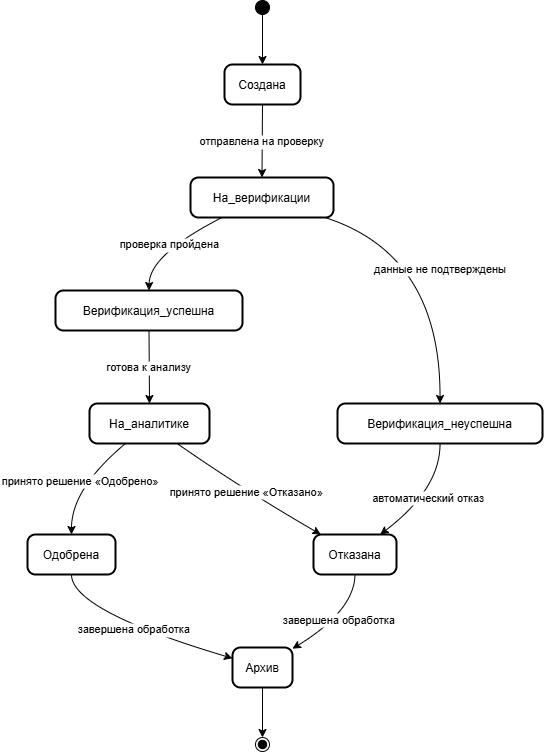 Создана
отправлена на проверку
На_верификации
проверка пройдена
данные не подтверждены
Верификация_успешна
готова к анализу
На_аналитике
Верификация_неуспешна
принято решение «Одобрено»
принято решение «Отказано»
автоматический отказ
Одобрена
Отказана
завершена обработка
завершена обработка
Архив